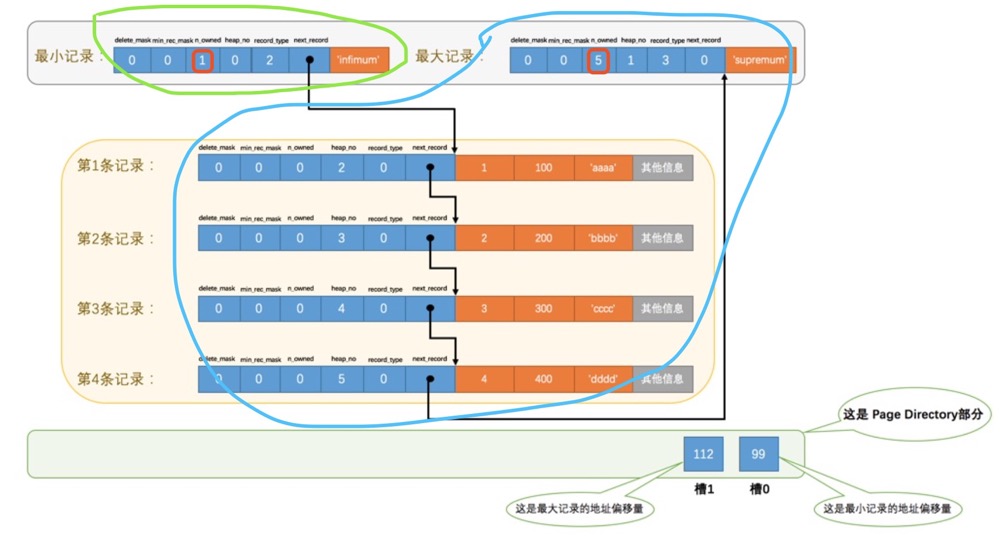 delete_mask min_rec_mask n_owned heap_no record_type next_record
最小记录: 0 0 1 0 2 'infimum'
delete_mask min_rec_mask n_owned heap_no record_type next_record
最大记录: 0 0 5 1 3 0 'supremum'
delete_mask min_rec_mask n_owned heap_no record_type next_record
第1条记录: 0 0 0 2 0 1 100 'aaaa' 其他信息
delete_mask min_rec_mask n_owned heap_no record_type next_record
第2条记录: 0 0 0 3 0 2 200 'bbbb' 其他信息
delete_mask min_rec_mask n_owned heap_no record_type next_record
第3条记录: 0 0 0 4 0 3 300 'cccc' 其他信息
delete_mask min_rec_mask n_owned heap_no record_type next_record
第4条记录: 0 0 0 5 0 4 400 'dddd' 其他信息
这是 Page Directory部分
112 99
槽1 槽0
这是最大记录的地址偏移量
这是最小记录的地址偏移量